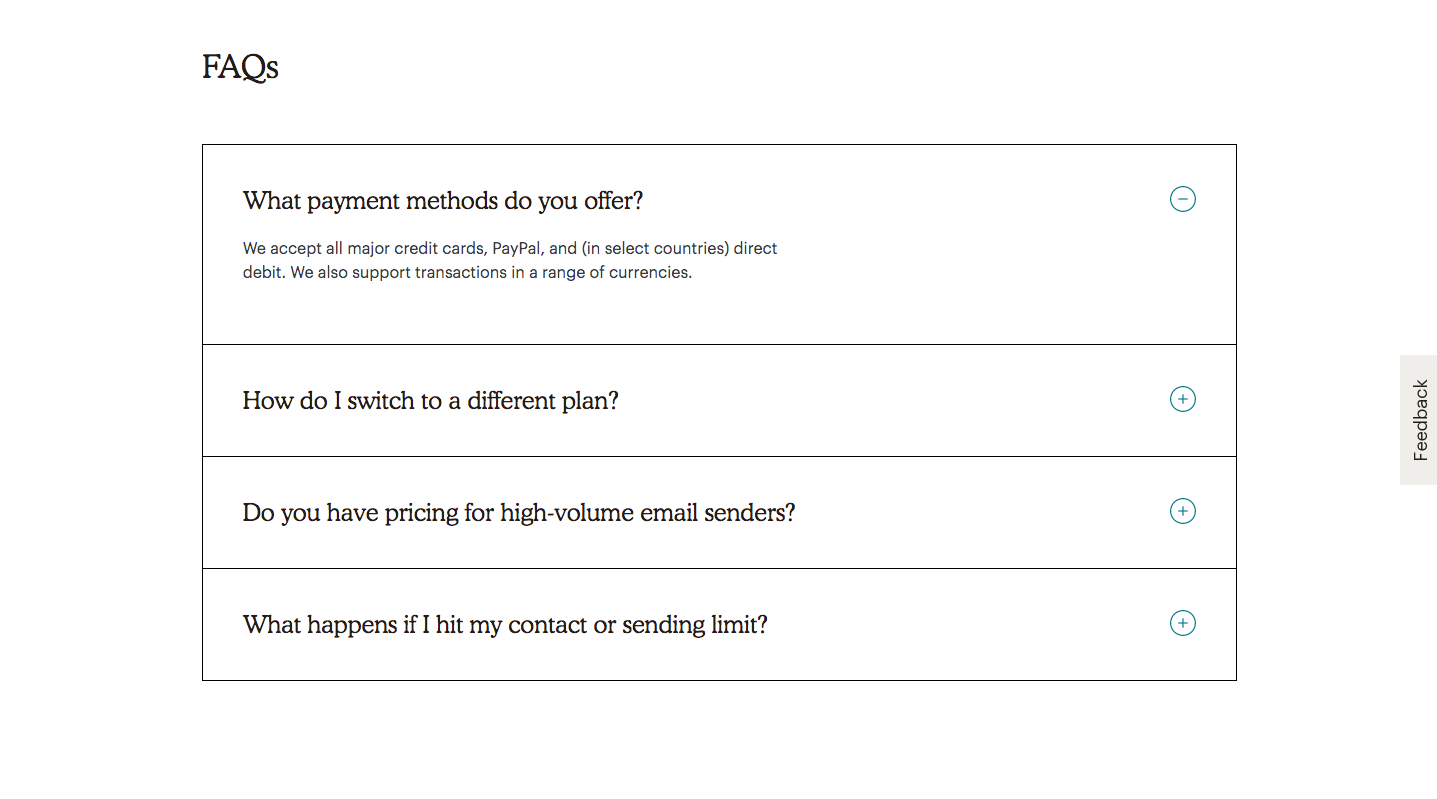 FAQs
What payment methods do you offer?
We accept all major credit cards, PayPal, and (in select countries) direct
debit. We also support transactions in a range of currencies.
How do I switch to a different plan?
Do you have pricing for high-volume email senders?
What happens if I hit my contact or sending limit?
Feedback